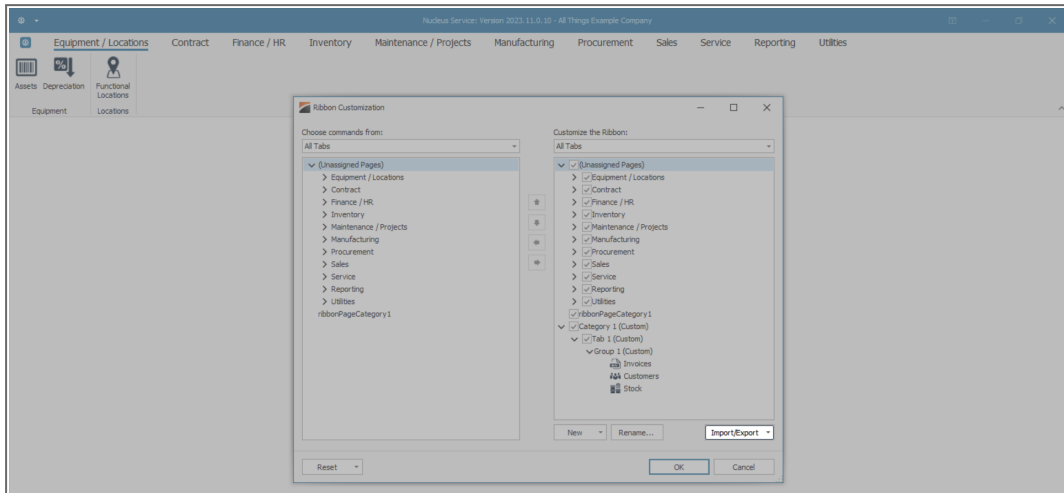 Nucleus Service: Version 2023.11.0.10 - All Things Example Company
Equipment / Locations Contract Finance / HR Inventory Maintenance / Projects Manufacturing Procurement Sales Service Reporting Utilities
Assets Depreciation Functional Locations
Equipment Locations
Ribbon Customization
Choose commands from:
All Tabs
(Unassigned Pages)
Equipment / Locations
Contract
Finance / HR
Inventory
Maintenance / Projects
Manufacturing
Procurement
Sales
Service
Reporting
Utilities
ribbonPageCategory1
Customize the Ribbon:
All Tabs
(Unassigned Pages)
Equipment / Locations
Contract
Finance / HR
Inventory
Maintenance / Projects
Manufacturing
Procurement
Sales
Service
Reporting
Utilities
ribbonPageCategory1
Category 1 (Custom)
Tab 1 (Custom)
Group 1 (Custom)
Invoices
Customers
Stock
New Rename... Import/Export
Reset OK Cancel